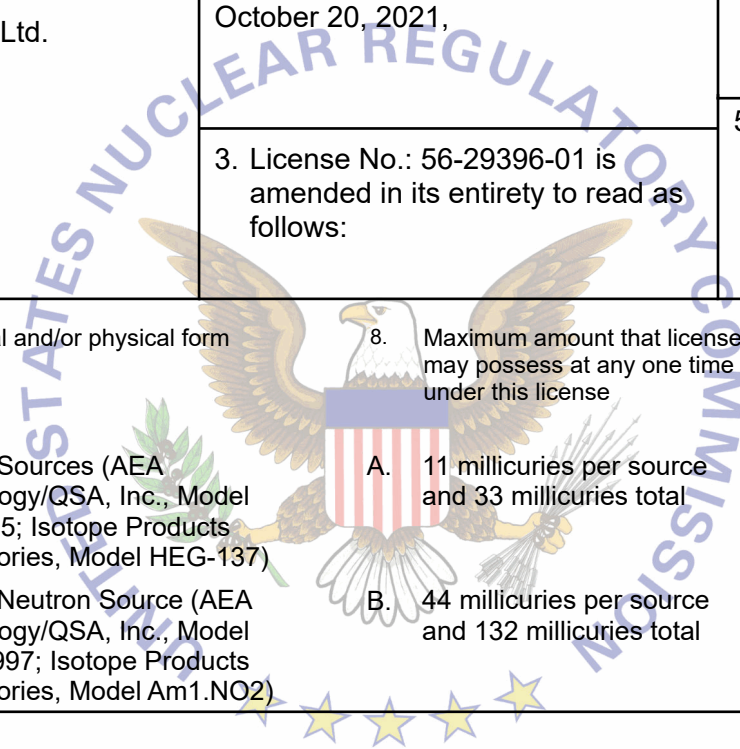 Ltd.
October 20, 2021,
3. License No.: 56-29396-01 is
amended in its entirety to read as
follows:
l and/or physical form
8. Maximum amount that license
may possess at any one time
under this license
Sources (AEA
ogy/QSA, Inc., Model
5; Isotope Products
ories, Model HEG-137)
A. 11 millicuries per source
and 33 millicuries total
Neutron Source (AEA
ogy/QSA, Inc., Model
997; Isotope Products
ories, Model Am1.NO2)
B. 44 millicuries per source
and 132 millicuries total
UNITED STATES NUCLEAR REGULATORY COMMISSION